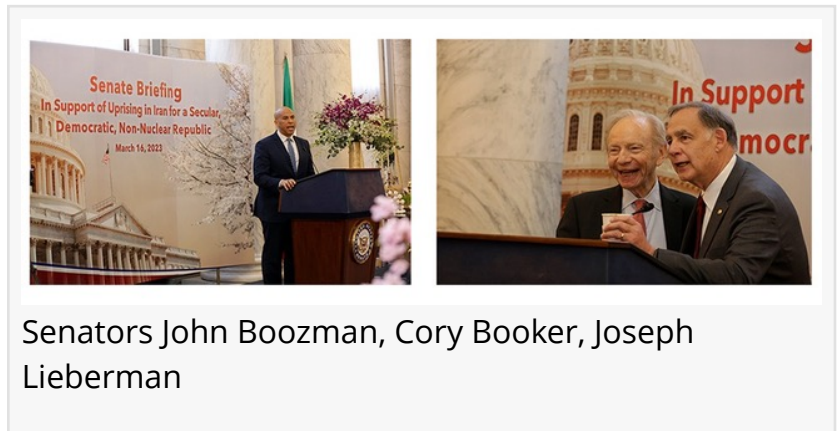 Senate Briefing
In Support of Uprising in Iran for a Secular,
Democratic, Non-Nuclear Republic
March 16, 2023
In Support
mocr
Senators John Boozman, Cory Booker, Joseph
Lieberman